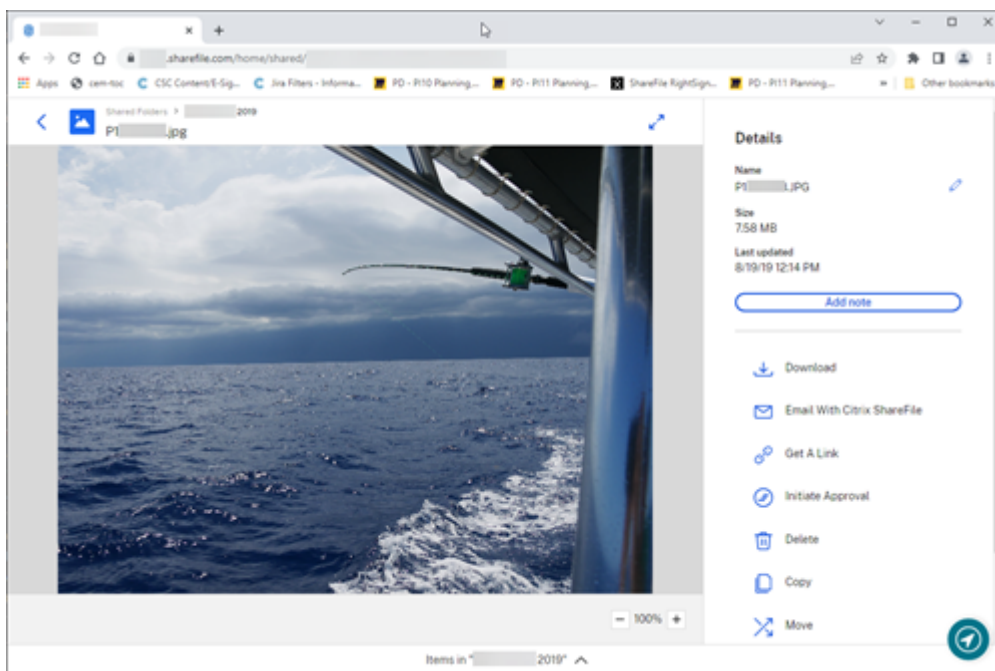 .sharefile.com/home/shared/
Apps cem-toc CSC Content/E-Sig... Jira Filters - Informa... PD - PI10 Planning,... PD - PI11 Planning,... ShareFile RightSign... PD - PI11 Planning,... » Other bookmarks
Shared Folders > 2019
P1 .jpg
Details
Name
P1 .JPG
Size
7.58 MB
Last updated
8/19/19 12:14 PM
Add note
Download
Email With Citrix ShareFile
Get A Link
Initiate Approval
Delete
Copy
Move
100%
Items in " 2019"